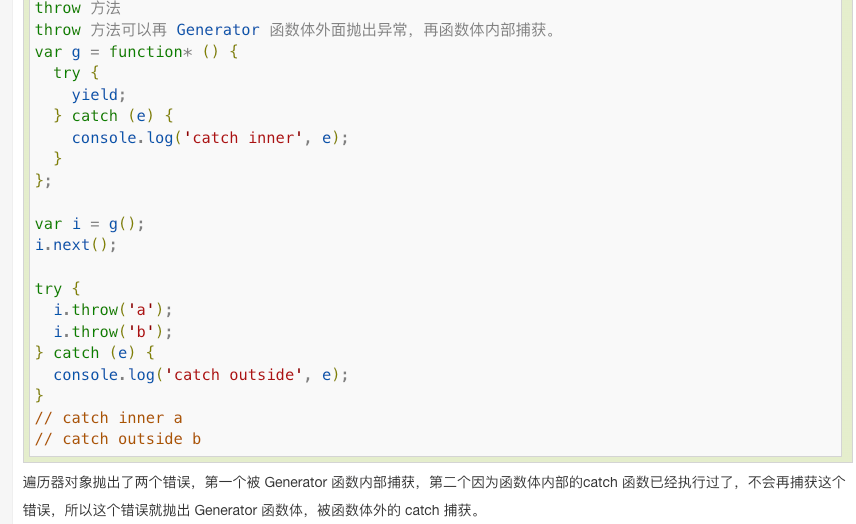 throw 方法
throw 方法可以再 Generator 函数体外面抛出异常，再函数体内部捕获。
var g = function* () {
  try {
    yield;
  } catch (e) {
    console.log('catch inner', e);
  }
};

var i = g();
i.next();

try {
  i.throw('a');
  i.throw('b');
} catch (e) {
  console.log('catch outside', e);
}
// catch inner a
// catch outside b
遍历器对象抛出了两个错误，第一个被 Generator 函数内部捕获，第二个因为函数体内部的catch 函数已经执行过了，不会再捕获这个
错误，所以这个错误就抛出 Generator 函数体，被函数体外的 catch 捕获。